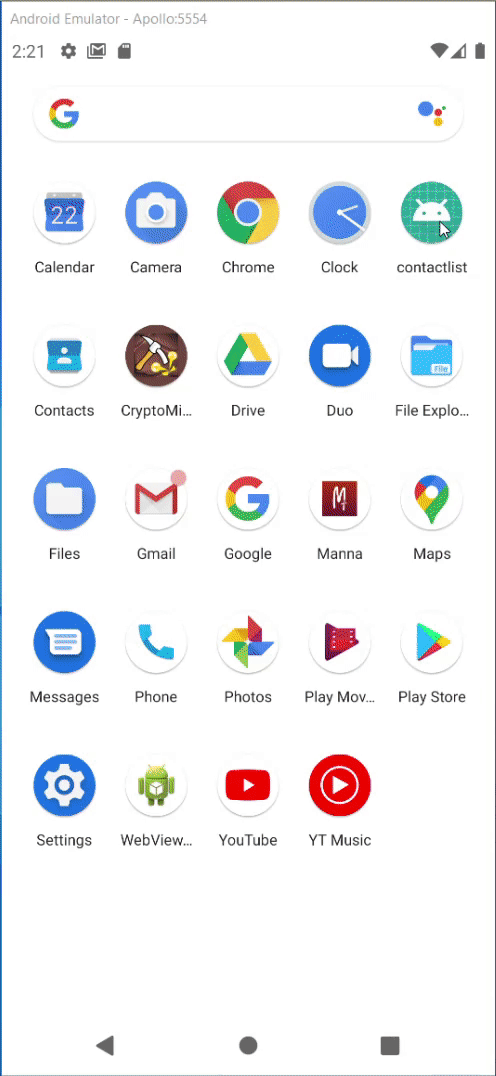 Android Emulator - Apollo:5554
2:21
Calendar Camera Chrome Clock contactlist
22
Contacts CryptoMi... Drive Duo File Explo...
File
Files Gmail Google Manna Maps
Messages Phone Photos Play Mov... Play Store
Settings WebView... YouTube YT Music